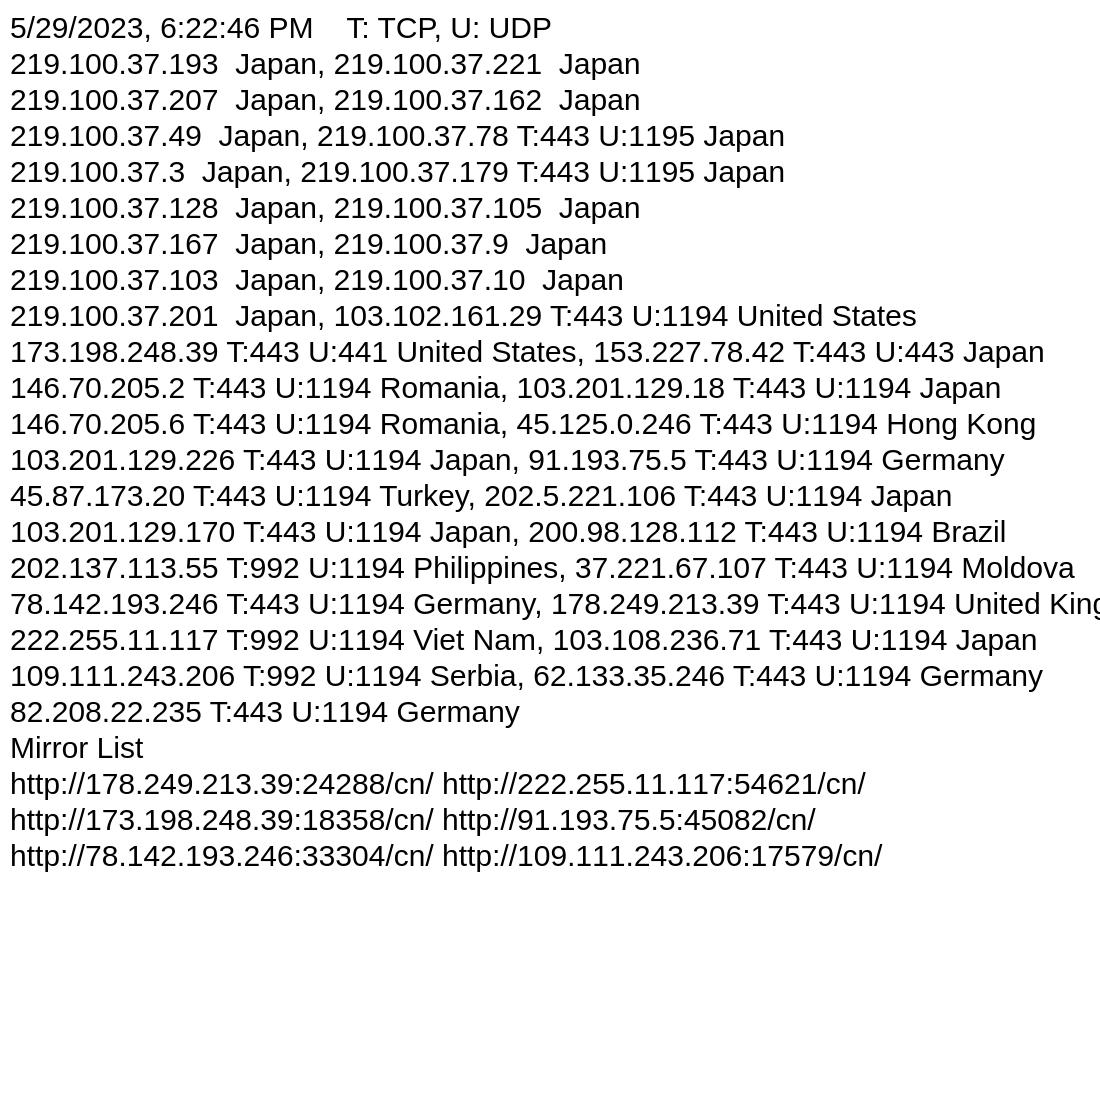 5/29/2023, 6:22:46 PM    T: TCP, U: UDP
219.100.37.193  Japan, 219.100.37.221  Japan
219.100.37.207  Japan, 219.100.37.162  Japan
219.100.37.49  Japan, 219.100.37.78 T:443 U:1195 Japan
219.100.37.3  Japan, 219.100.37.179 T:443 U:1195 Japan
219.100.37.128  Japan, 219.100.37.105  Japan
219.100.37.167  Japan, 219.100.37.9  Japan
219.100.37.103  Japan, 219.100.37.10  Japan
219.100.37.201  Japan, 103.102.161.29 T:443 U:1194 United States
173.198.248.39 T:443 U:441 United States, 153.227.78.42 T:443 U:443 Japan
146.70.205.2 T:443 U:1194 Romania, 103.201.129.18 T:443 U:1194 Japan
146.70.205.6 T:443 U:1194 Romania, 45.125.0.246 T:443 U:1194 Hong Kong
103.201.129.226 T:443 U:1194 Japan, 91.193.75.5 T:443 U:1194 Germany
45.87.173.20 T:443 U:1194 Turkey, 202.5.221.106 T:443 U:1194 Japan
103.201.129.170 T:443 U:1194 Japan, 200.98.128.112 T:443 U:1194 Brazil
202.137.113.55 T:992 U:1194 Philippines, 37.221.67.107 T:443 U:1194 Moldova
78.142.193.246 T:443 U:1194 Germany, 178.249.213.39 T:443 U:1194 United King
222.255.11.117 T:992 U:1194 Viet Nam, 103.108.236.71 T:443 U:1194 Japan
109.111.243.206 T:992 U:1194 Serbia, 62.133.35.246 T:443 U:1194 Germany
82.208.22.235 T:443 U:1194 Germany
Mirror List
http://178.249.213.39:24288/cn/ http://222.255.11.117:54621/cn/
http://173.198.248.39:18358/cn/ http://91.193.75.5:45082/cn/
http://78.142.193.246:33304/cn/ http://109.111.243.206:17579/cn/